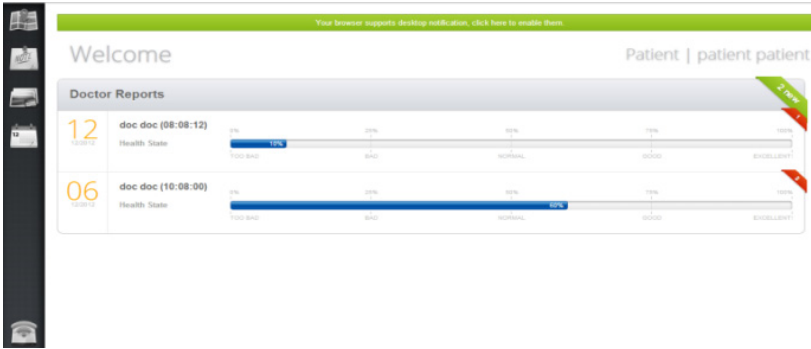 Your browser supports desktop notification, click here to enable them.
Welcome
Patient | patient patient
Doctor Reports
2 new
12
doc doc (08:08:12)
Health State
0% 25% 50% 75% 100%
10%
TOO BAD BAD NORMAL GOOD EXCELLENT!
06
doc doc (10:08:00)
Health State
0% 25% 50% 75% 100%
60%
TOO BAD BAD NORMAL GOOD EXCELLENT!
12